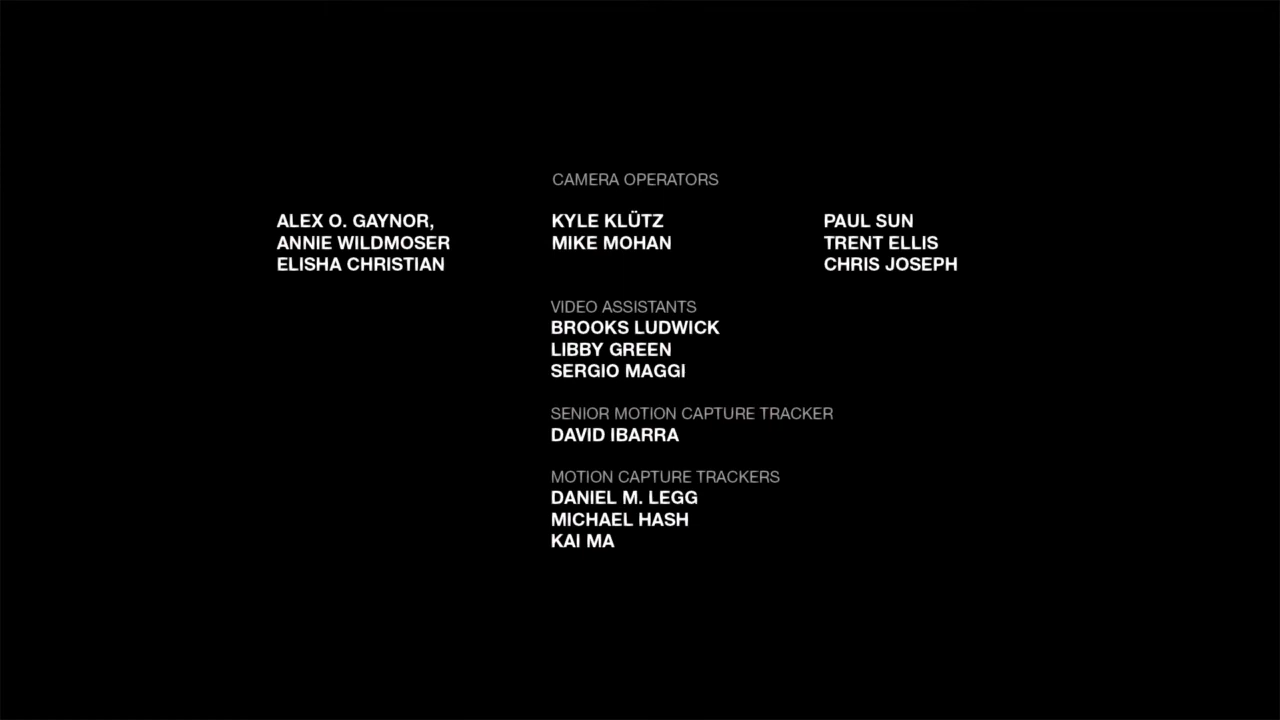 CAMERA OPERATORS
ALEX O. GAYNOR,
ANNIE WILDMOSER
ELISHA CHRISTIAN
KYLE KLÜTZ
MIKE MOHAN
PAUL SUN
TRENT ELLIS
CHRIS JOSEPH
VIDEO ASSISTANTS
BROOKS LUDWICK
LIBBY GREEN
SERGIO MAGGI
SENIOR MOTION CAPTURE TRACKER
DAVID IBARRA
MOTION CAPTURE TRACKERS
DANIEL M. LEGG
MICHAEL HASH
KAI MA